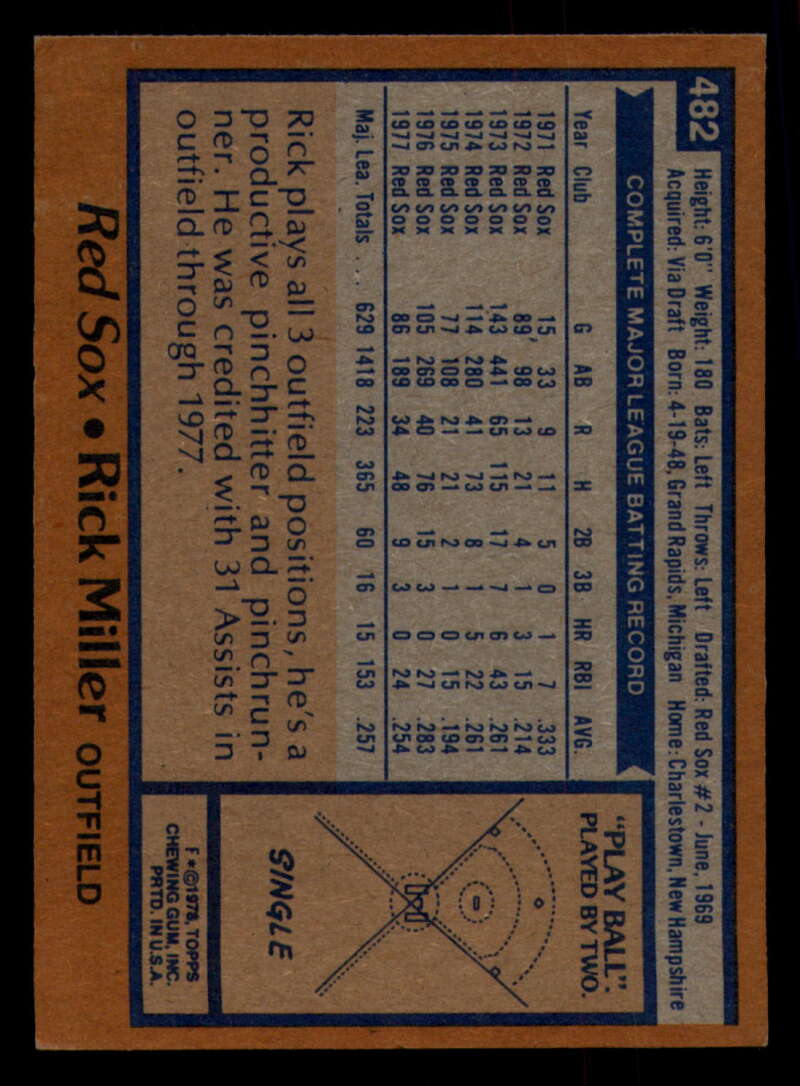 482
Height: 6'0" Weight: 180 Bats: Left Throws: Left Drafted: Red Sox #2 - June, 1969
Acquired: Via Draft Born: 4-19-48, Grand Rapids, Michigan Home: Charlestown, New Hampshire
COMPLETE MAJOR LEAGUE BATTING RECORD
Year Club G AB R H 2B 3B HR RBI AVG.
1971 Red Sox 15 33 9 11 5 0 1 7 .333
1972 Red Sox 89 98 13 21 4 1 3 15 .214
1973 Red Sox 143 441 65 115 17 7 6 43 .261
1974 Red Sox 114 280 41 73 8 1 5 22 .261
1975 Red Sox 77 108 21 21 2 1 0 15 .194
1976 Red Sox 105 269 40 76 15 3 0 27 .283
1977 Red Sox 86 189 34 48 9 3 0 24 .254
Maj. Lea. Totals ... 629 1418 223 365 60 16 15 153 .257
Rick plays all 3 outfield positions, he's a
productive pinchhitter and pinchrun-
ner. He was credited with 31 Assists in
outfield through 1977.
"PLAY BALL".
PLAYED BY TWO.
SINGLE
F *©1978, TOPPS
CHEWING GUM, INC.
PRTD. IN U.S.A.
Red Sox • Rick Miller OUTFIELD